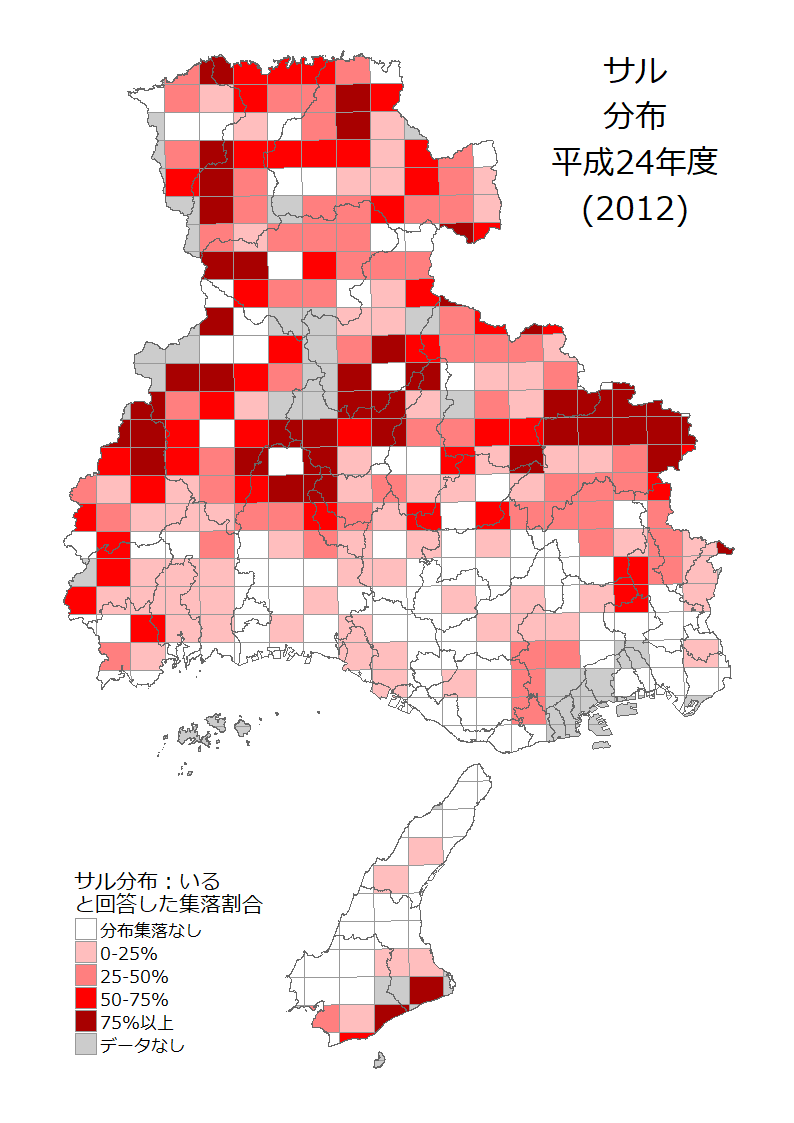 サル
分布
平成24年度
(2012)
サル分布：いる
と回答した集落割合
分布集落なし
0-25%
25-50%
50-75%
75%以上
データなし